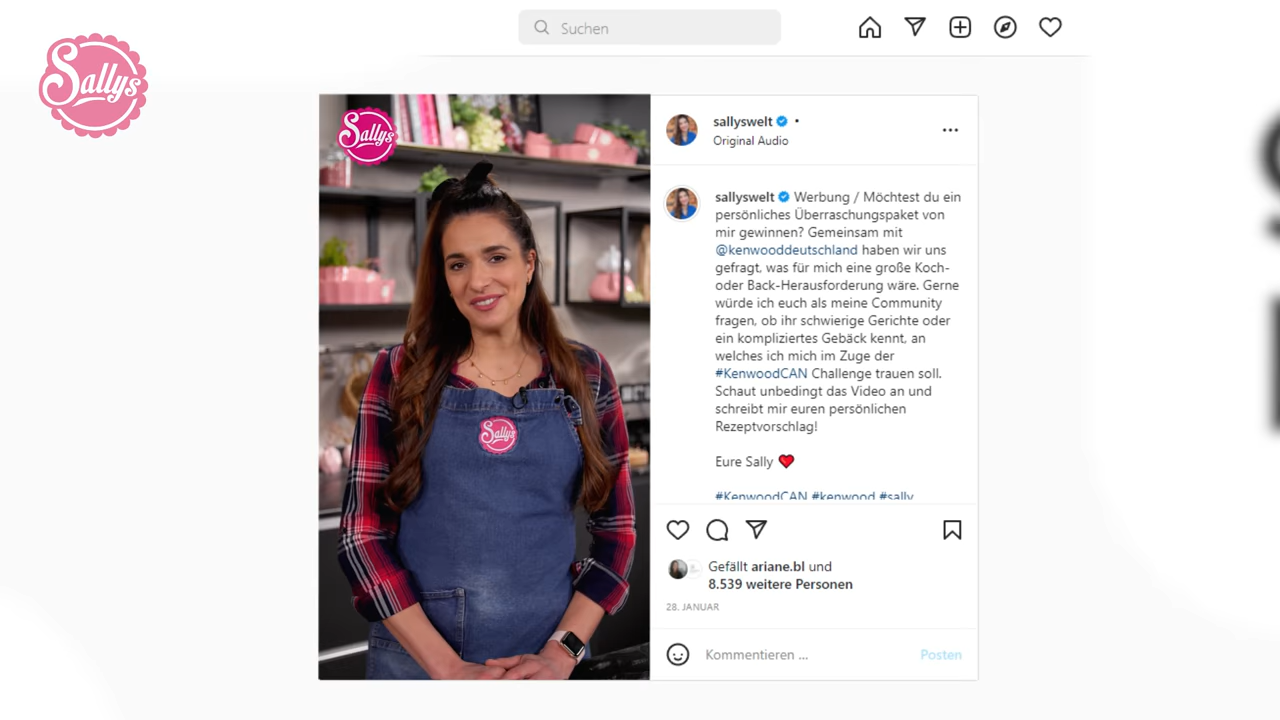 Sallys
Suchen
Sallys
sallyswelt •
Original Audio
sallyswelt Werbung / Möchtest du ein
persönliches Überraschungspaket von
mir gewinnen? Gemeinsam mit
@kenwooddeutschland haben wir uns
gefragt, was für mich eine große Koch-
oder Back-Herausforderung wäre. Gerne
würde ich euch als meine Community
fragen, ob ihr schwierige Gerichte oder
ein kompliziertes Gebäck kennt, an
welches ich mich im Zuge der
#KenwoodCAN Challenge trauen soll.
Schaut unbedingt das Video an und
schreibt mir euren persönlichen
Rezeptvorschlag!
Eure Sally ❤️
#KenwoodCAN #kenwood #sally
Sallys
Gefällt ariane.bl und
8.539 weitere Personen
28. JANUAR
Kommentieren ...
Posten